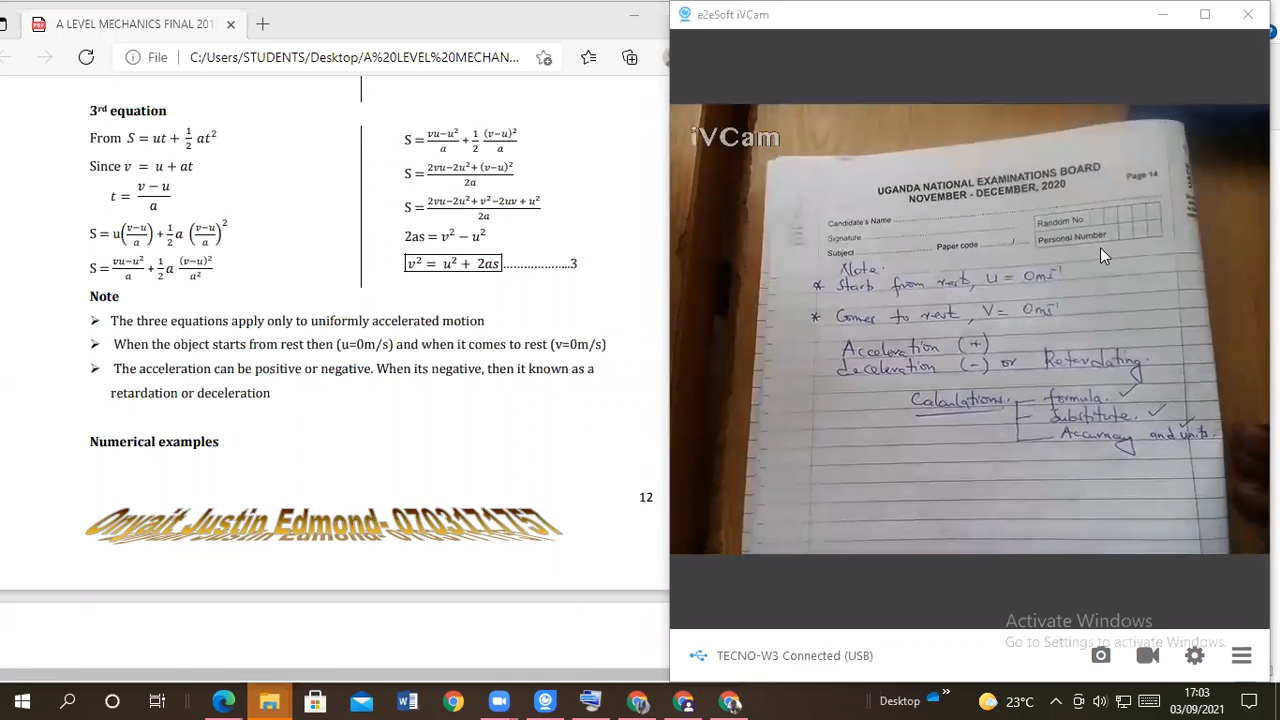 A LEVEL MECHANICS FINAL 201
File C:/USERS/STUDENTS/Desktop/A%20LEVEL%20MECHAN...
3rd equation
From S = ut + 1/2 at²
Since v = u + at
t = (v − u)/a
S = u((v−u)/a) + 1/2 a ((v−u)/a)²
S = (vu−u²)/a + 1/2 a (v−u)²/a²
S = (vu−u²)/a + 1/2 (v−u)²/a
S = (2vu−2u²+(v−u)²)/2a
S = (2vu−2u²+ v²−2uv + u²)/2a
2as = v² − u²
v² = u² + 2as....................3
Note
➢ The three equations apply only to uniformly accelerated motion
➢ When the object starts from rest then (u=0m/s) and when it comes to rest (v=0m/s)
➢ The acceleration can be positive or negative. When its negative, then it known as a
retardation or deceleration
Numerical examples
12
Onyait Justin Edmond- 0703171757
e2eSoft iVCam
iVCam
UGANDA NATIONAL EXAMINATIONS BOARD
NOVEMBER - DECEMBER, 2020
Page 14
Candidate's Name
Signature
Subject Paper code
Random No.
Personal Number
Note.
* Starts from rest, U = 0ms⁻¹
* Comes to rest, V = 0ms⁻¹
Acceleration (+)
deceleration (-) or Retardating.
Calculations. formula. ✓
Substitute. ✓
Accuracy and units. ✓
Activate Windows
Go to Settings to activate Windows.
TECNO-W3 Connected (USB)
Desktop
23°C
17:03
03/09/2021